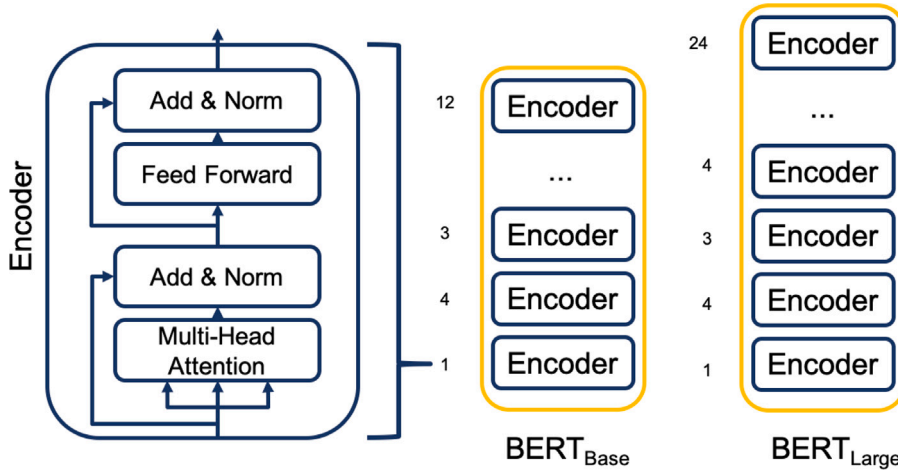 Encoder
Add & Norm
Feed Forward
Add & Norm
Multi-Head
Attention
12
Encoder
...
3
Encoder
4
Encoder
1
Encoder
BERTBase
24
Encoder
...
4
Encoder
3
Encoder
4
Encoder
1
Encoder
BERTLarge